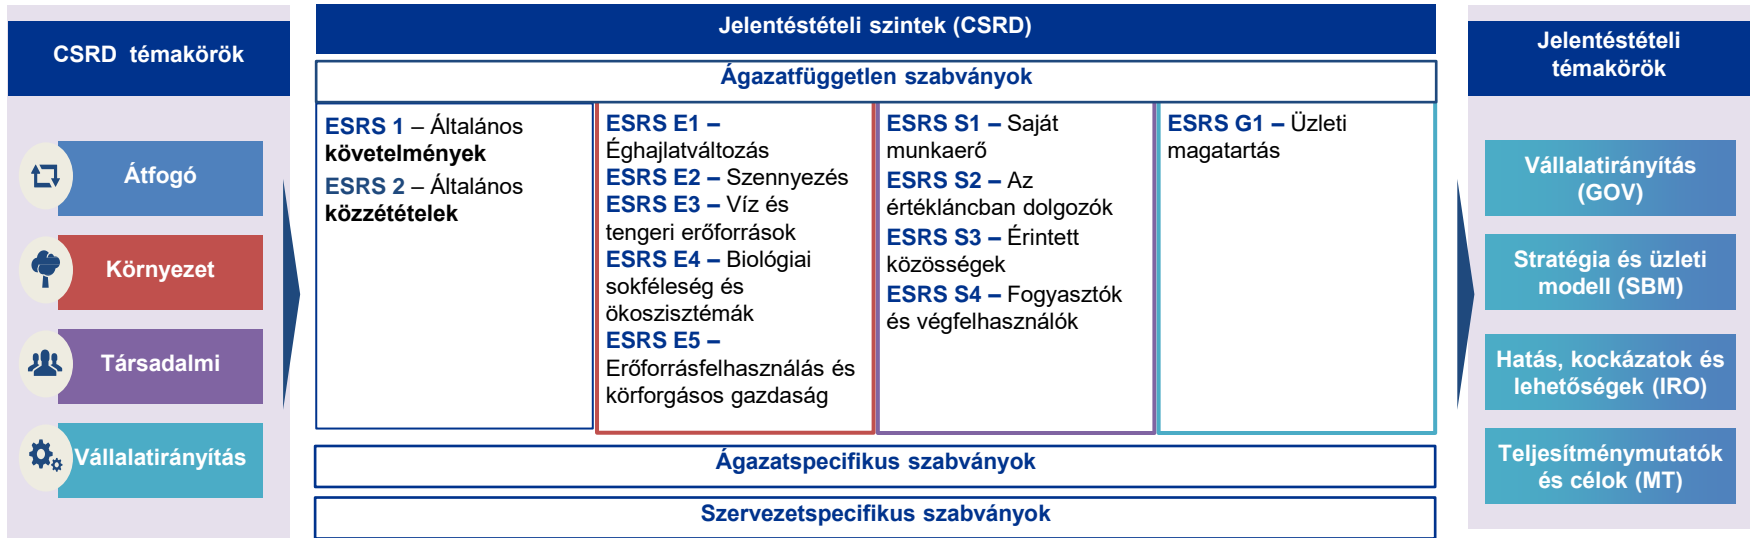 CSRD témakörök
Átfogó
Környezet
Társadalmi
Vállalatirányítás
Jelentéstételi szintek (CSRD)
Ágazatfüggetlen szabványok
ESRS 1 – Általános
követelmények
ESRS 2 – Általános
közzétételek
ESRS E1 –
Éghajlatváltozás
ESRS E2 – Szennyezés
ESRS E3 – Víz és
tengeri erőforrások
ESRS E4 – Biológiai
sokféleség és
ökoszisztémák
ESRS E5 –
Erőforrásfelhasználás és
körforgásos gazdaság
ESRS S1 – Saját
munkaerő
ESRS S2 – Az
értékláncban dolgozók
ESRS S3 – Érintett
közösségek
ESRS S4 – Fogyasztók
és végfelhasználók
ESRS G1 – Üzleti
magatartás
Ágazatspecifikus szabványok
Szervezetspecifikus szabványok
Jelentéstételi
témakörök
Vállalatirányítás
(GOV)
Stratégia és üzleti
modell (SBM)
Hatás, kockázatok és
lehetőségek (IRO)
Teljesítménymutatók
és célok (MT)